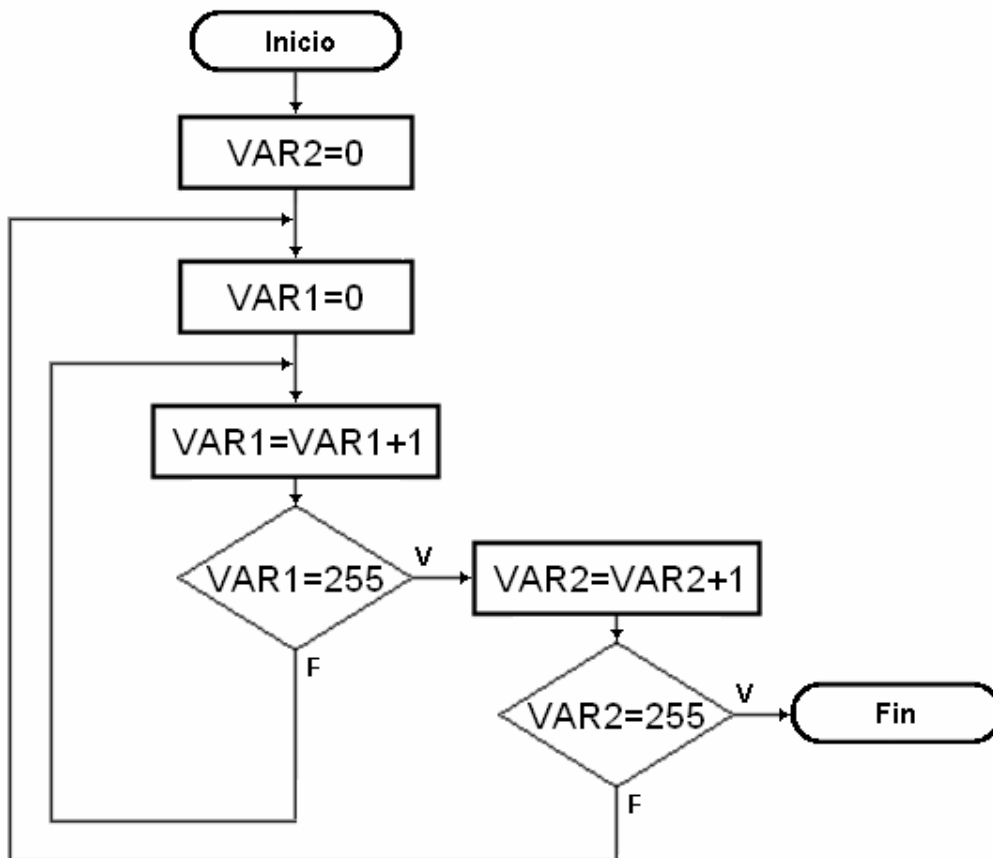 Inicio
VAR2=0
VAR1=0
VAR1=VAR1+1
VAR1=255
V
F
VAR2=VAR2+1
VAR2=255
V
F
Fin